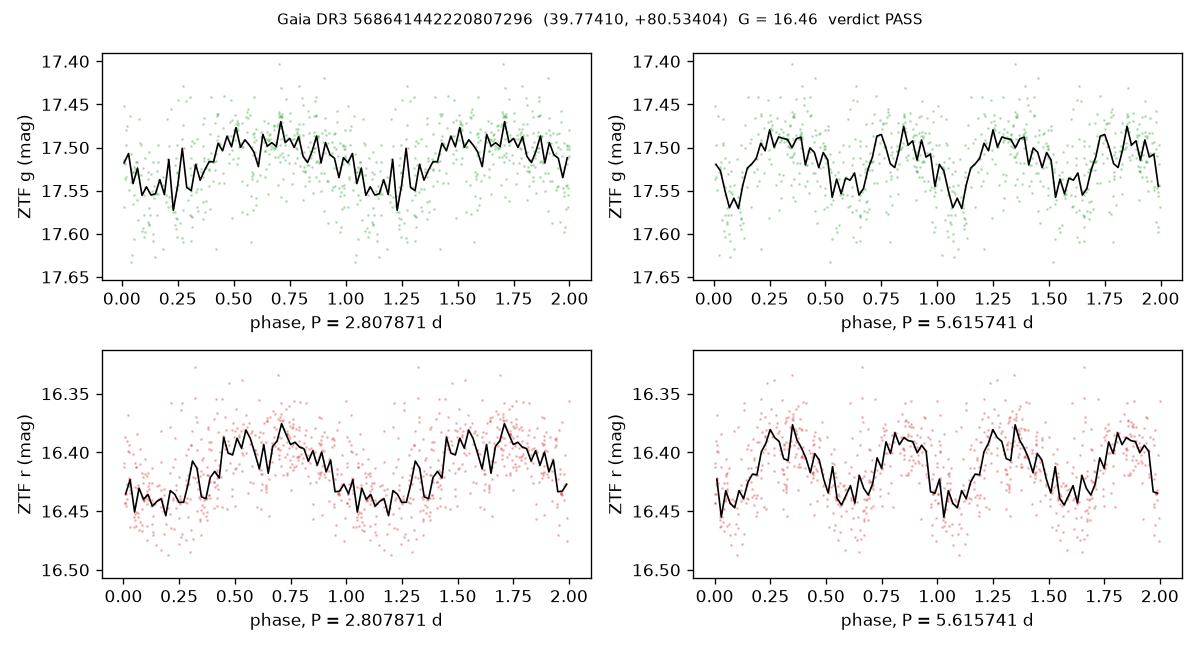 Gaia DR3 568641442220807296 (39.77410, +80.53404) G = 16.46 verdict PASS
17.40
17.45
17.50
17.55
17.60
17.65
ZTF g (mag)
0.00 0.25 0.50 0.75 1.00 1.25 1.50 1.75 2.00
phase, P = 2.807871 d
17.40
17.45
17.50
17.55
17.60
17.65
ZTF g (mag)
0.00 0.25 0.50 0.75 1.00 1.25 1.50 1.75 2.00
phase, P = 5.615741 d
16.35
16.40
16.45
16.50
ZTF r (mag)
0.00 0.25 0.50 0.75 1.00 1.25 1.50 1.75 2.00
phase, P = 2.807871 d
16.35
16.40
16.45
16.50
ZTF r (mag)
0.00 0.25 0.50 0.75 1.00 1.25 1.50 1.75 2.00
phase, P = 5.615741 d